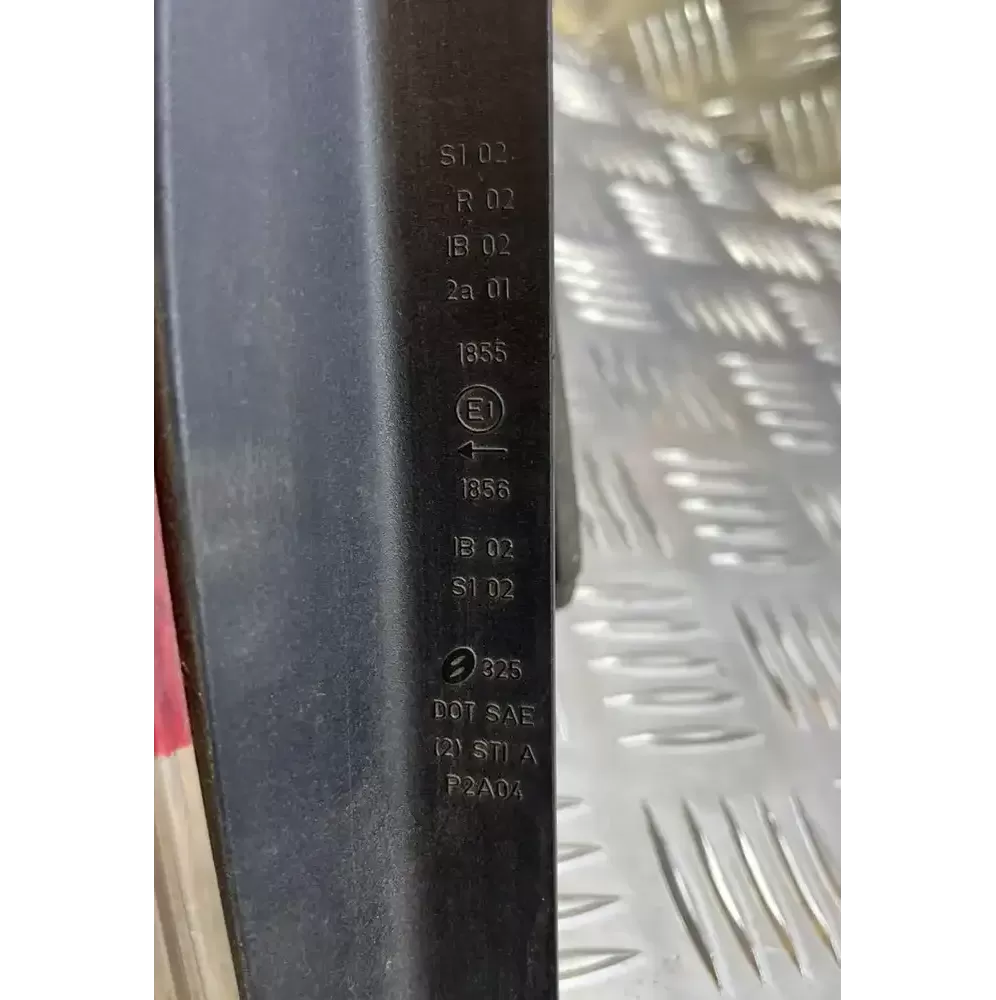 S1 02
R 02
IB 02
2a 01
1855
E1
←
1856
IB 02
S1 02
325
DOT SAE
(2) STI A
P2A04